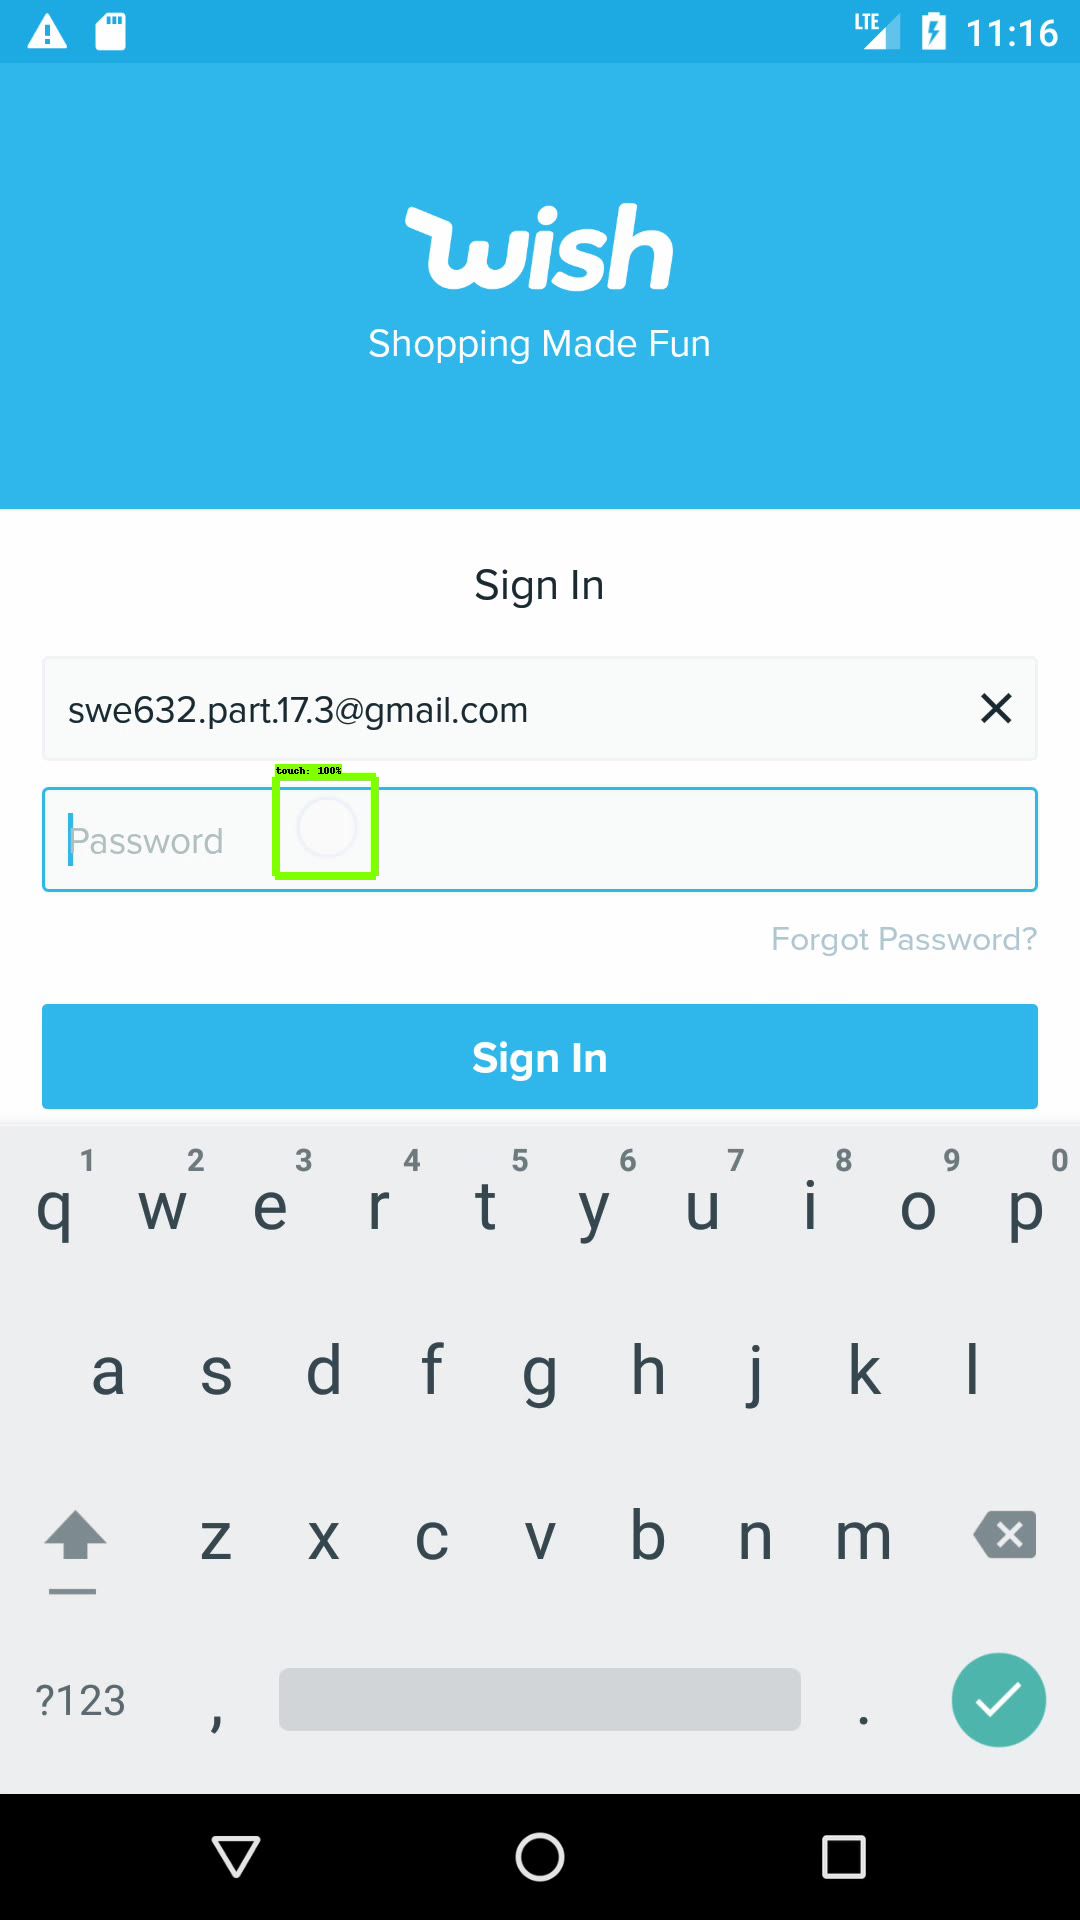 LTE 11:16
wish
Shopping Made Fun
Sign In
swe632.part.17.3@gmail.com
touch: 100%
Password
Forgot Password?
Sign In
1 2 3 4 5 6 7 8 9 0
q w e r t y u i o p
a s d f g h j k l
z x c v b n m
?123 , .